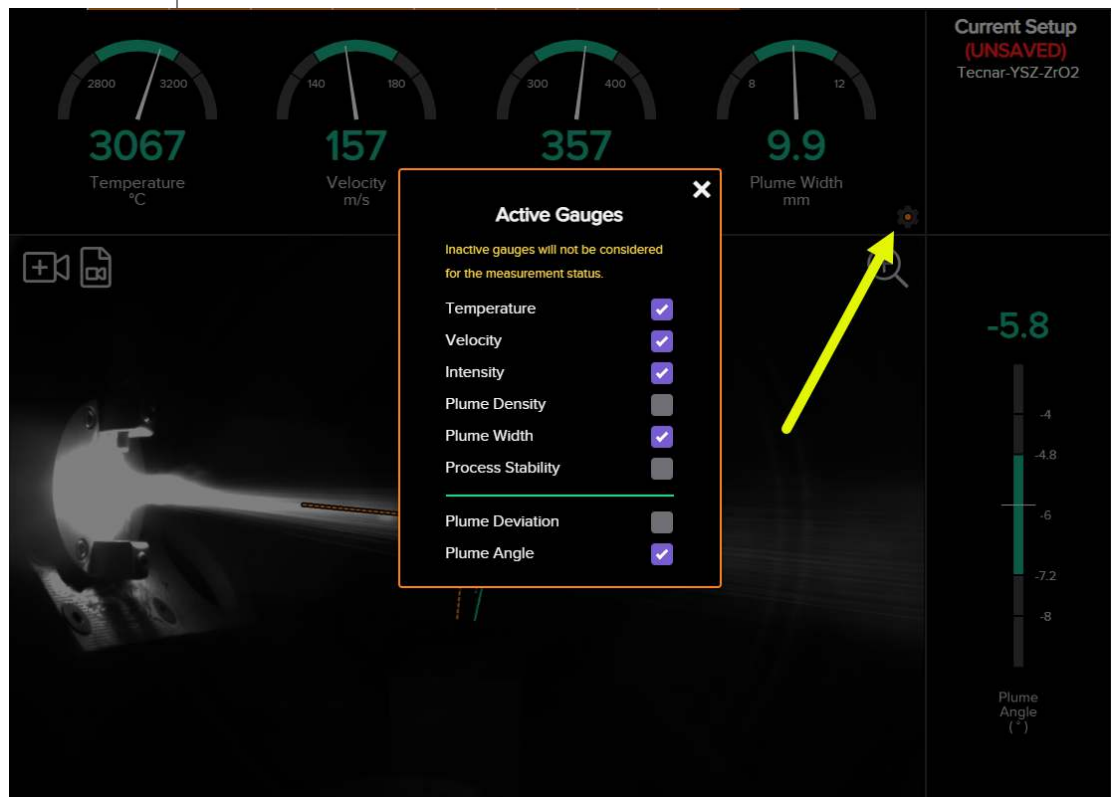 Current Setup
(UNSAVED)
Tecnar-YSZ-ZrO2
2800 3200
140 180
300 400
8 12
3067
157
357
9.9
Temperature
°C
Velocity
m/s
Plume Width
mm
Active Gauges
Inactive gauges will not be considered
for the measurement status.
Temperature
Velocity
Intensity
Plume Density
Plume Width
Process Stability
Plume Deviation
Plume Angle
-5.8
-4
-4.8
-6
-7.2
-8
Plume
Angle
(°)